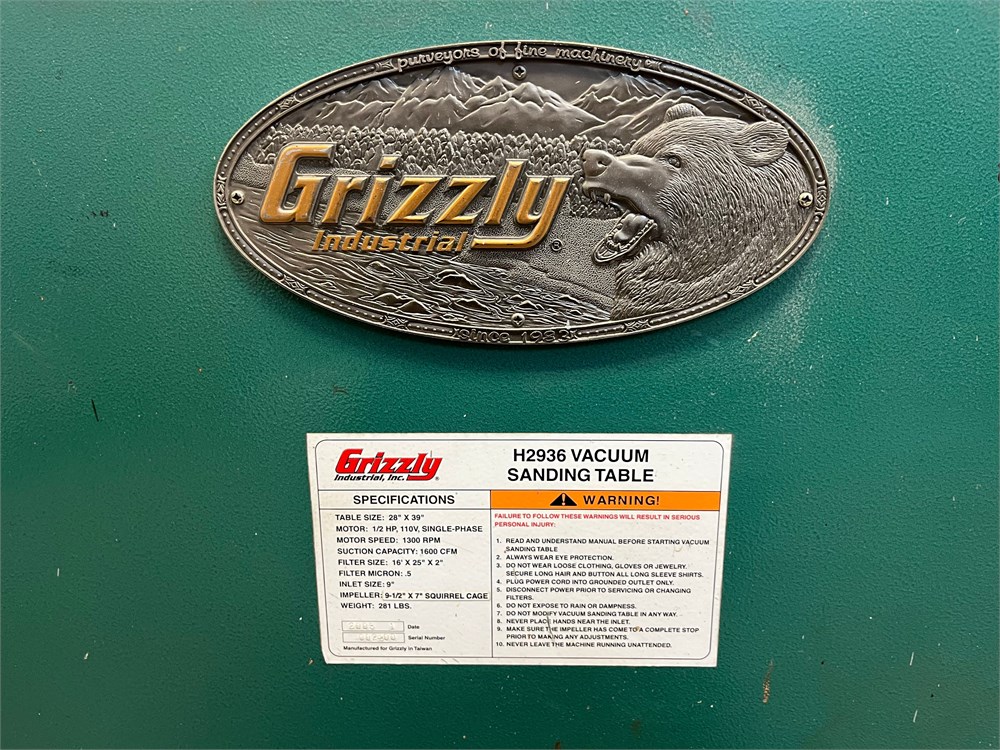 purveyors of fine machinery
Grizzly
Industrial
®
since 1983
Grizzly
Industrial, Inc. ®
H2936 VACUUM
SANDING TABLE
SPECIFICATIONS
TABLE SIZE: 28" X 39"
MOTOR: 1/2 HP, 110V, SINGLE-PHASE
MOTOR SPEED: 1300 RPM
SUCTION CAPACITY: 1600 CFM
FILTER SIZE: 16' X 25" X 2"
FILTER MICRON: .5
INLET SIZE: 9"
IMPELLER: 9-1/2" X 7" SQUIRREL CAGE
WEIGHT: 281 LBS.
Date
Serial Number
Manufactured for Grizzly in Taiwan
WARNING!
FAILURE TO FOLLOW THESE WARNINGS WILL RESULT IN SERIOUS
PERSONAL INJURY:
1. READ AND UNDERSTAND MANUAL BEFORE STARTING VACUUM
SANDING TABLE
2. ALWAYS WEAR EYE PROTECTION.
3. DO NOT WEAR LOOSE CLOTHING, GLOVES OR JEWELRY.
SECURE LONG HAIR AND BUTTON ALL LONG SLEEVE SHIRTS.
4. PLUG POWER CORD INTO GROUNDED OUTLET ONLY.
5. DISCONNECT POWER PRIOR TO SERVICING OR CHANGING
FILTERS.
6. DO NOT EXPOSE TO RAIN OR DAMPNESS.
7. DO NOT MODIFY VACUUM SANDING TABLE IN ANY WAY.
8. NEVER PLACE HANDS NEAR THE INLET.
9. MAKE SURE THE IMPELLER HAS COME TO A COMPLETE STOP
PRIOR TO MAKING ANY ADJUSTMENTS.
10. NEVER LEAVE THE MACHINE RUNNING UNATTENDED.